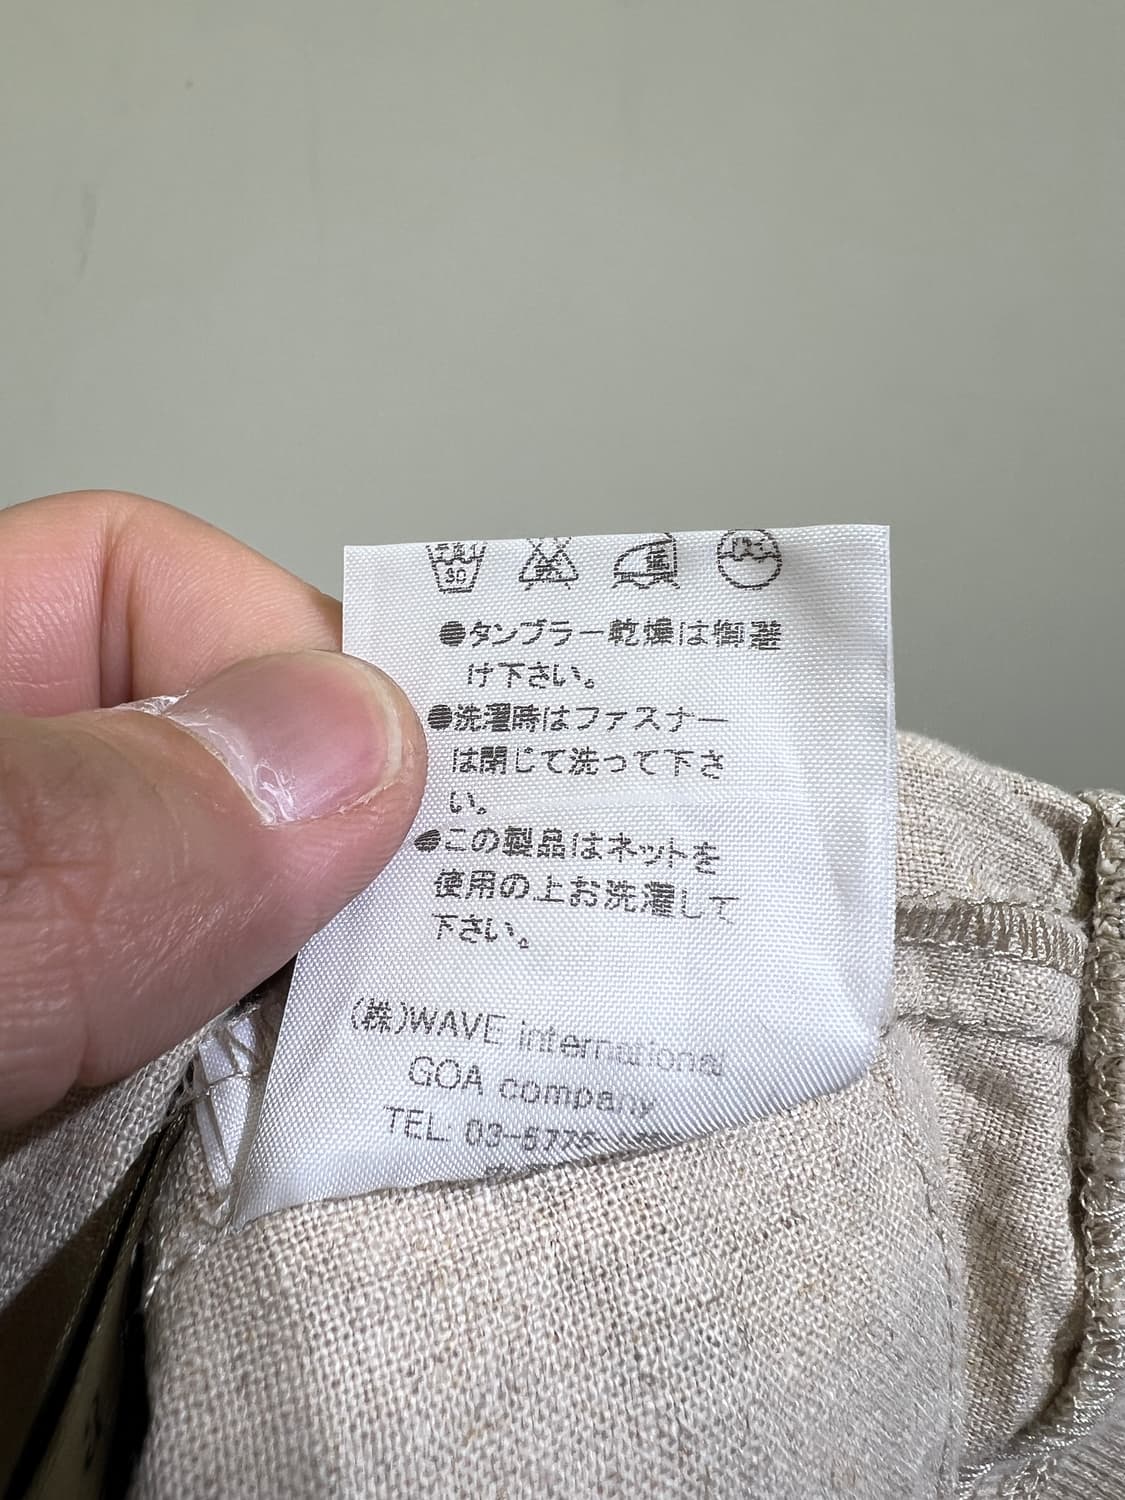 30
●タンブラー乾燥は御避
け下さい。
●洗濯時はファスナー
は閉じて洗って下さ
い。
●この製品はネットを
使用の上お洗濯して
下さい。
(株)WAVE international
GOA company
TEL: 03-5775-